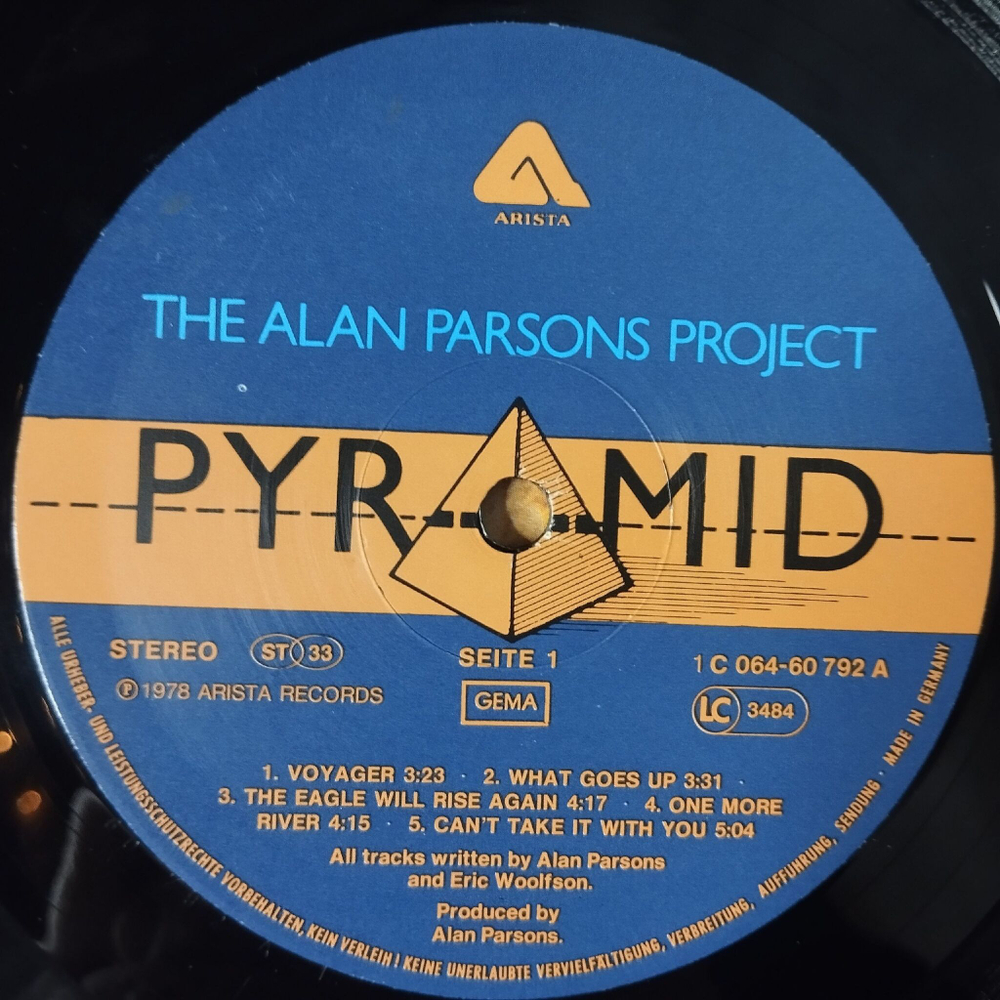 ARISTA
THE ALAN PARSONS PROJECT
PYRAMID
STEREO ST 33 SEITE 1 1 C 064-60 792 A
Ⓟ 1978 ARISTA RECORDS GEMA LC 3484
1. VOYAGER 3:23 · 2. WHAT GOES UP 3:31 ·
3. THE EAGLE WILL RISE AGAIN 4:17 · 4. ONE MORE
RIVER 4:15 · 5. CAN'T TAKE IT WITH YOU 5:04
All tracks written by Alan Parsons
and Eric Woolfson.
Produced by
Alan Parsons.
ALLE URHEBER- UND LEISTUNGSSCHUTZRECHTE VORBEHALTEN, KEIN VERLEIH! KEINE UNERLAUBTE VERVIELFÄLTIGUNG, VERBREITUNG, AUFFÜHRUNG, SENDUNG · MADE IN GERMANY